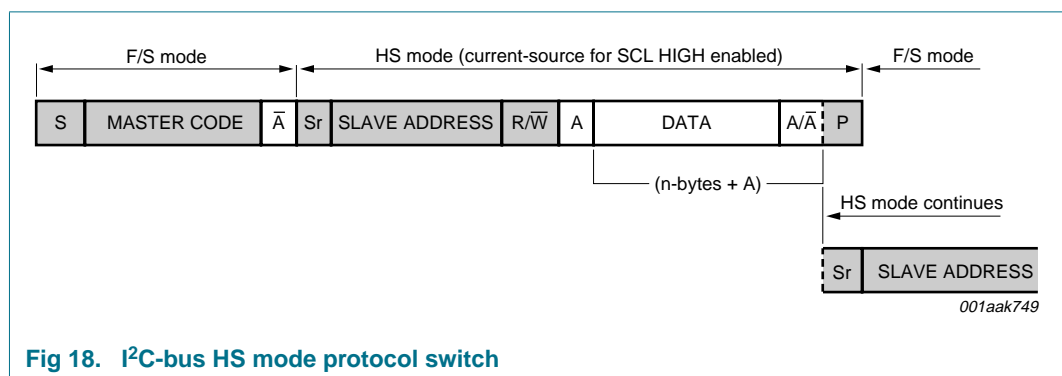 F/S mode HS mode (current-source for SCL HIGH enabled) F/S mode
S MASTER CODE A̅ Sr SLAVE ADDRESS R/W̅ A DATA A/A̅ P
(n-bytes + A)
HS mode continues
Sr SLAVE ADDRESS
001aak749
Fig 18. I²C-bus HS mode protocol switch